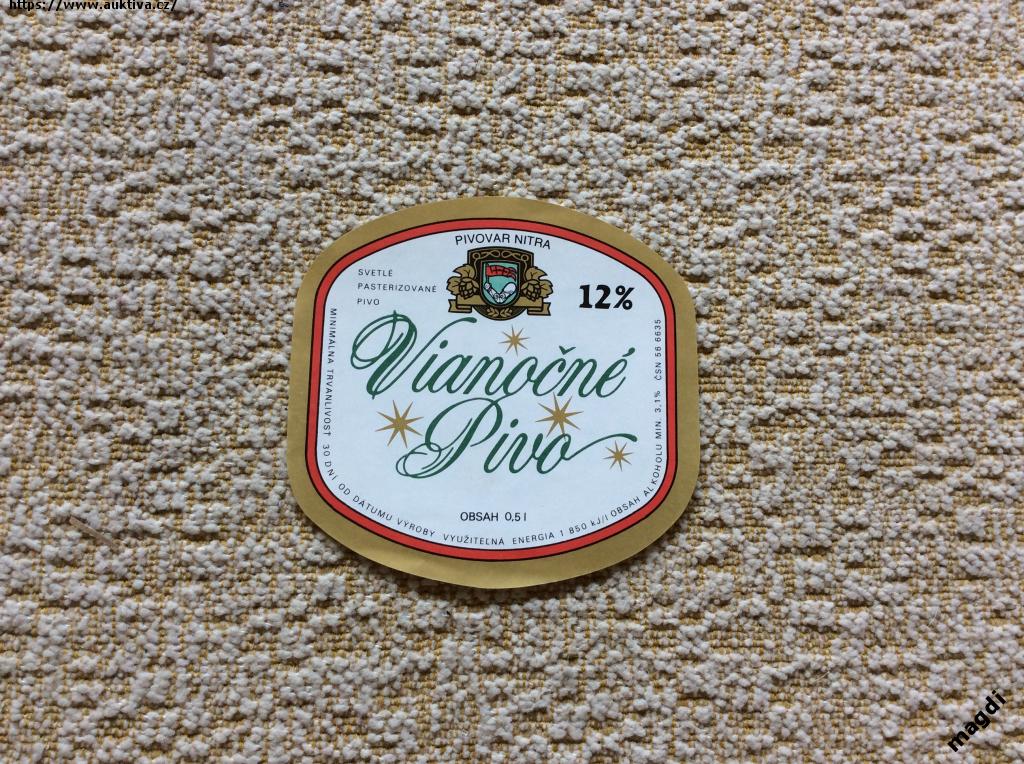 https://www.auktiva.cz/
PIVOVAR NITRA
SVETLÉ
PASTERIZOVANÉ
PIVO
12%
Vianočné
Pivo
OBSAH 0,5 l
MINIMÁLNA TRVANLIVOSŤ 30 DNÍ OD DÁTUMU VÝROBY VYUŽITEĽNÁ ENERGIA 1 850 kJ/l OBSAH ALKOHOLU MIN. 3,1% ČSN 56 6635
magdi